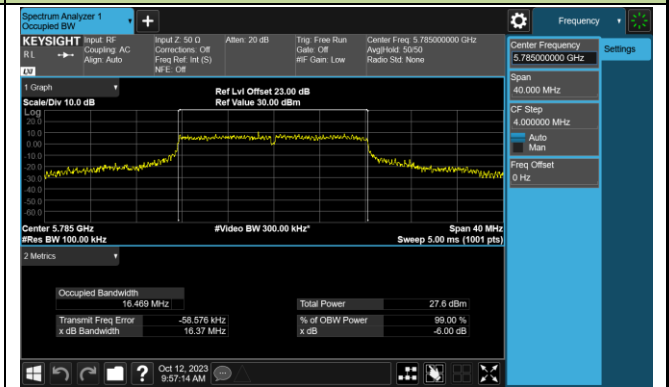 Spectrum Analyzer 1
Occupied BW
+
Frequency
KEYSIGHT
RL
LXI
Input: RF
Coupling: AC
Align: Auto
Input Z: 50 Ω
Corrections: Off
Freq Ref: Int (S)
NFE: Off
Atten: 20 dB
Trig: Free Run
Gate: Off
#IF Gain: Low
Center Freq: 5.785000000 GHz
Avg|Hold: 50/50
Radio Std: None
Center Frequency
5.785000000 GHz
Settings
Span
40.000 MHz
CF Step
4.000000 MHz
Auto
Man
Freq Offset
0 Hz
1 Graph
Scale/Div 10.0 dB
Ref Lvl Offset 23.00 dB
Ref Value 30.00 dBm
Log
20.0
10.0
0.00
-10.0
-20.0
-30.0
-40.0
-50.0
-60.0
Center 5.785 GHz
#Res BW 100.00 kHz
#Video BW 300.00 kHz*
Span 40 MHz
Sweep 5.00 ms (1001 pts)
2 Metrics
Occupied Bandwidth
16.469 MHz
Total Power 27.6 dBm
Transmit Freq Error -58.576 kHz
% of OBW Power 99.00 %
x dB Bandwidth 16.37 MHz
x dB -6.00 dB
?
Oct 12, 2023
9:57:14 AM